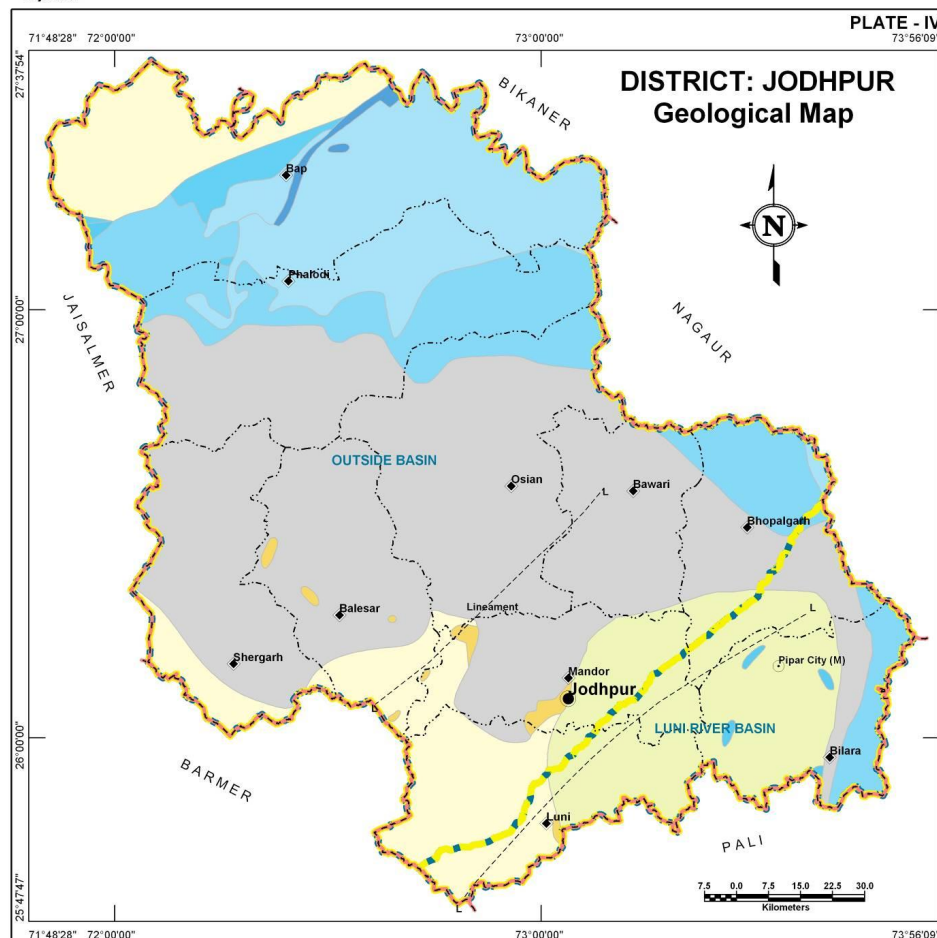 PLATE - IV
71°48'28" 72°00'00" 73°00'00" 73°56'09"
27°37'54"
DISTRICT: JODHPUR
Geological Map
BIKANER
N
Bap
Phalodi
27°00'00"
JAISALMER
NAGAUR
OUTSIDE BASIN
Osian
L
Bawari
Bhopalgarh
Lineament
L
Balesar
Shergarh
Mandor
Pipar City (M)
Jodhpur
L
LUNI RIVER BASIN
26°00'00"
Bilara
BARMER
Luni
PALI
25°47'47"
7.5 0.0 7.5 15.0 22.5 30.0
Kilometers
L
71°48'28" 72°00'00" 73°00'00" 73°56'09"